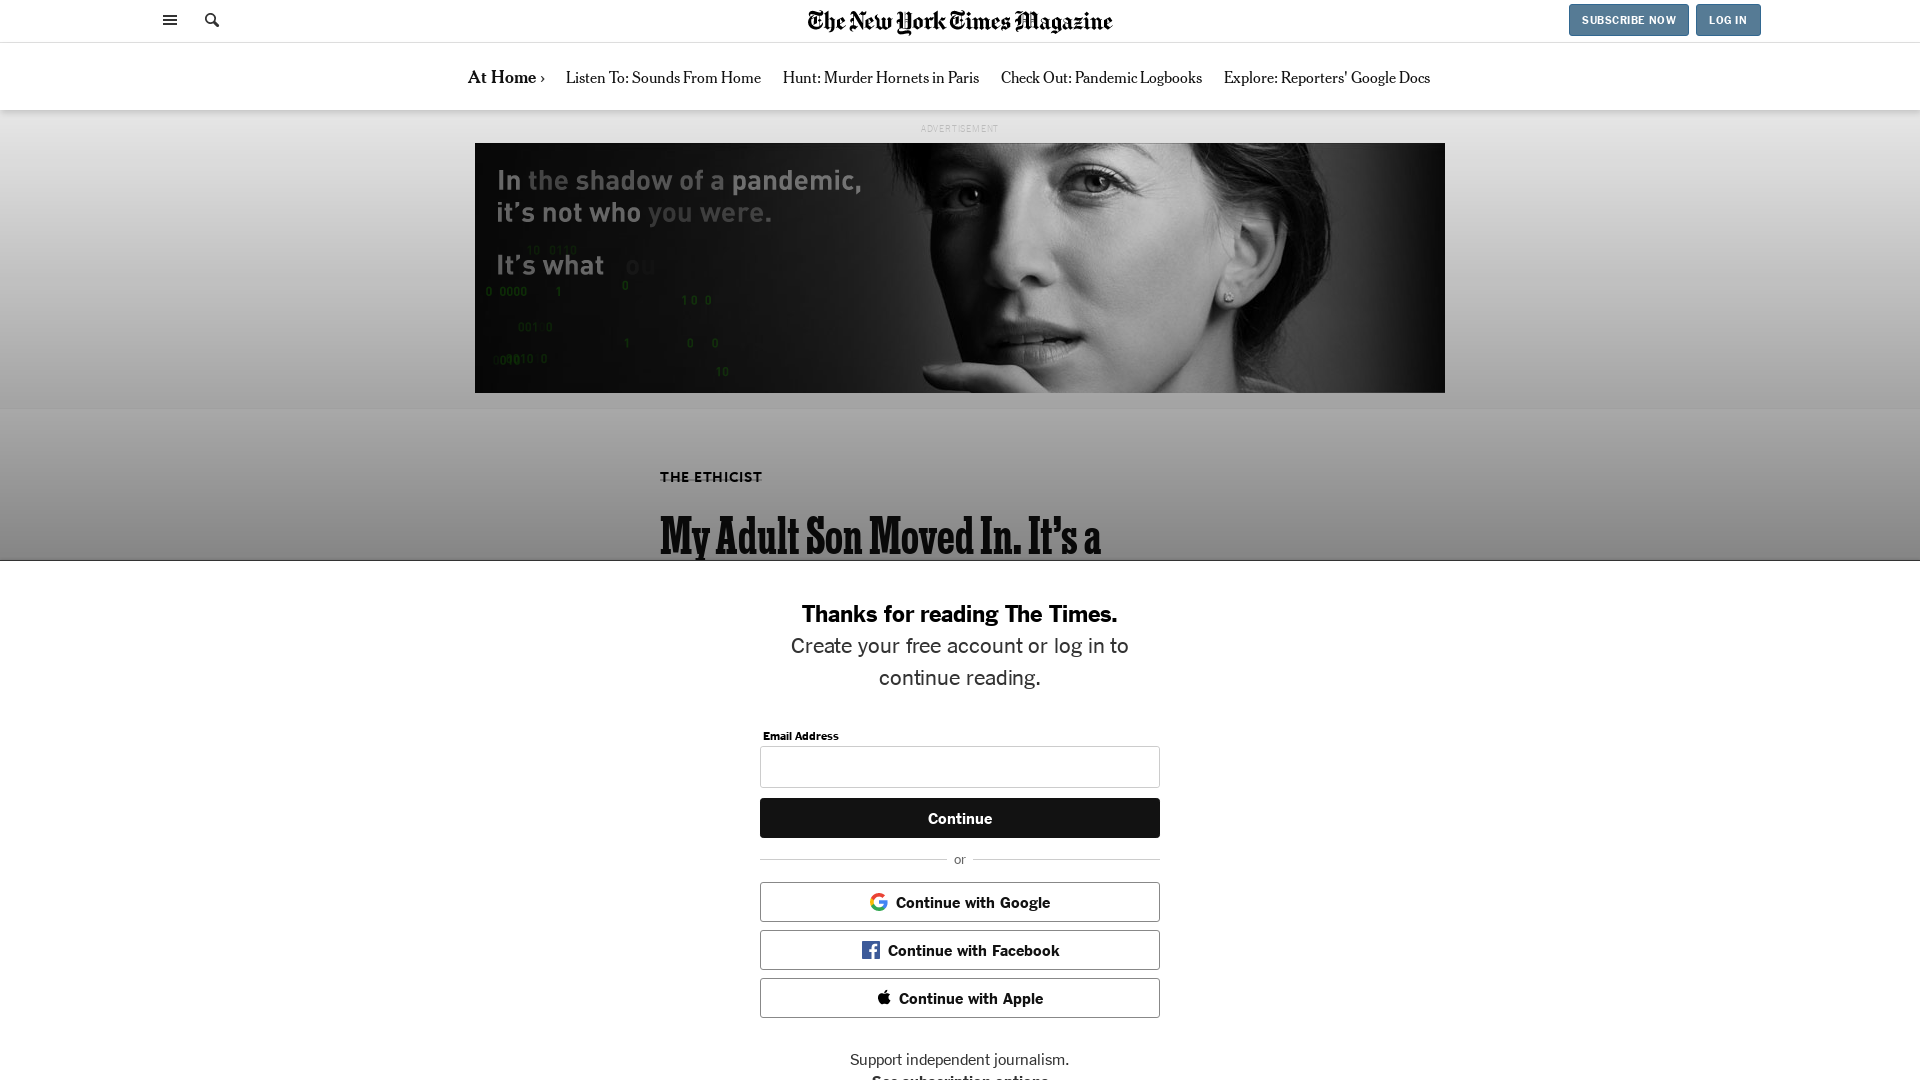 The New York Times Magazine
SUBSCRIBE NOW
LOG IN
At Home ›
Listen To: Sounds From Home
Hunt: Murder Hornets in Paris
Check Out: Pandemic Logbooks
Explore: Reporters' Google Docs
ADVERTISEMENT
In the shadow of a pandemic,
it's not who you were.
It's what
THE ETHICIST
My Adult Son Moved In. It’s a
Thanks for reading The Times.
Create your free account or log in to
continue reading.
Email Address
Continue
or
Continue with Google
Continue with Facebook
Continue with Apple
Support independent journalism.
See subscription options